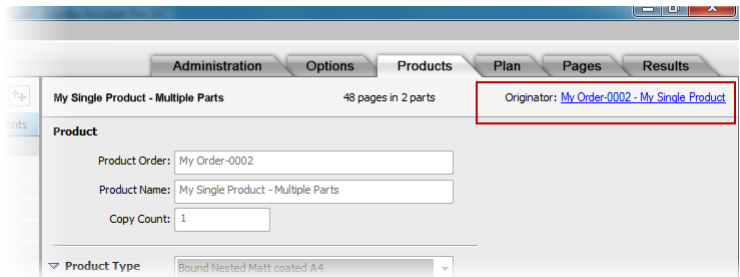 Administration Options Products Plan Pages Results
My Single Product - Multiple Parts 48 pages in 2 parts Originator: My Order-0002 - My Single Product
ents
Product
Product Order: My Order-0002
Product Name: My Single Product - Multiple Parts
Copy Count: 1
Product Type Bound Nested Matt coated A4